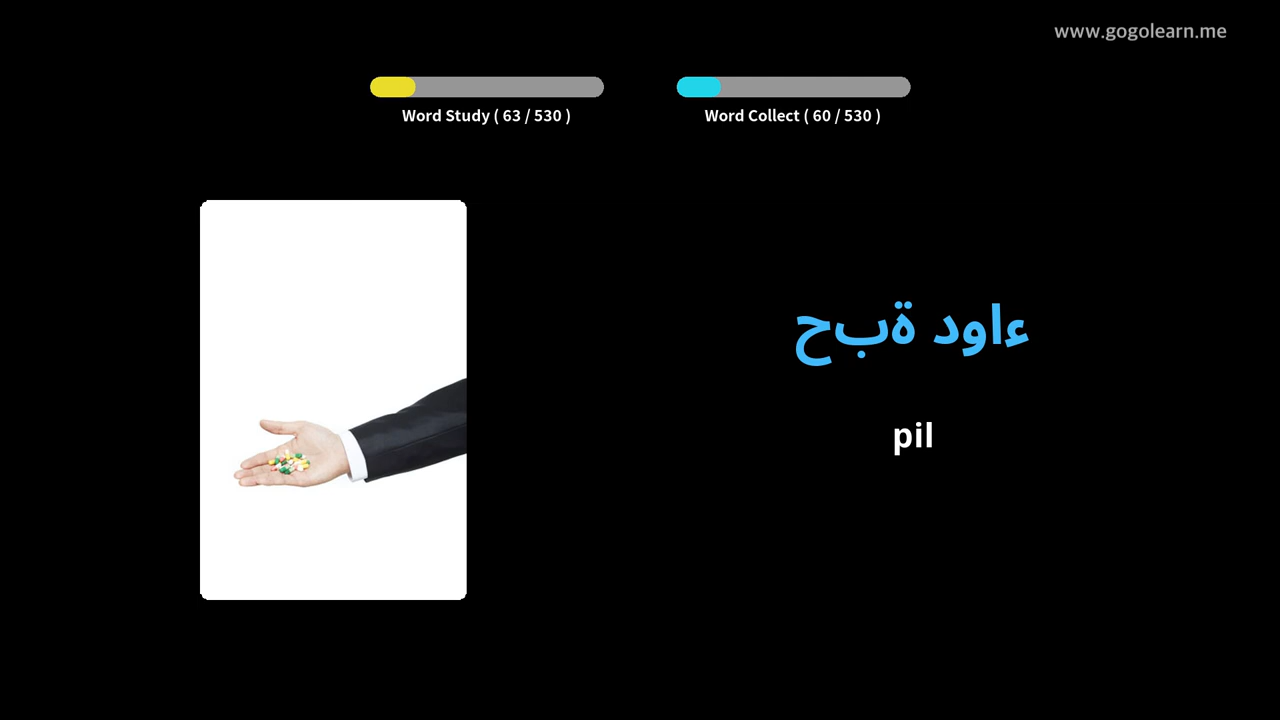 www.gogolearn.me
Word Study ( 63 / 530 )
Word Collect ( 60 / 530 )
ءاود ةبح
pil